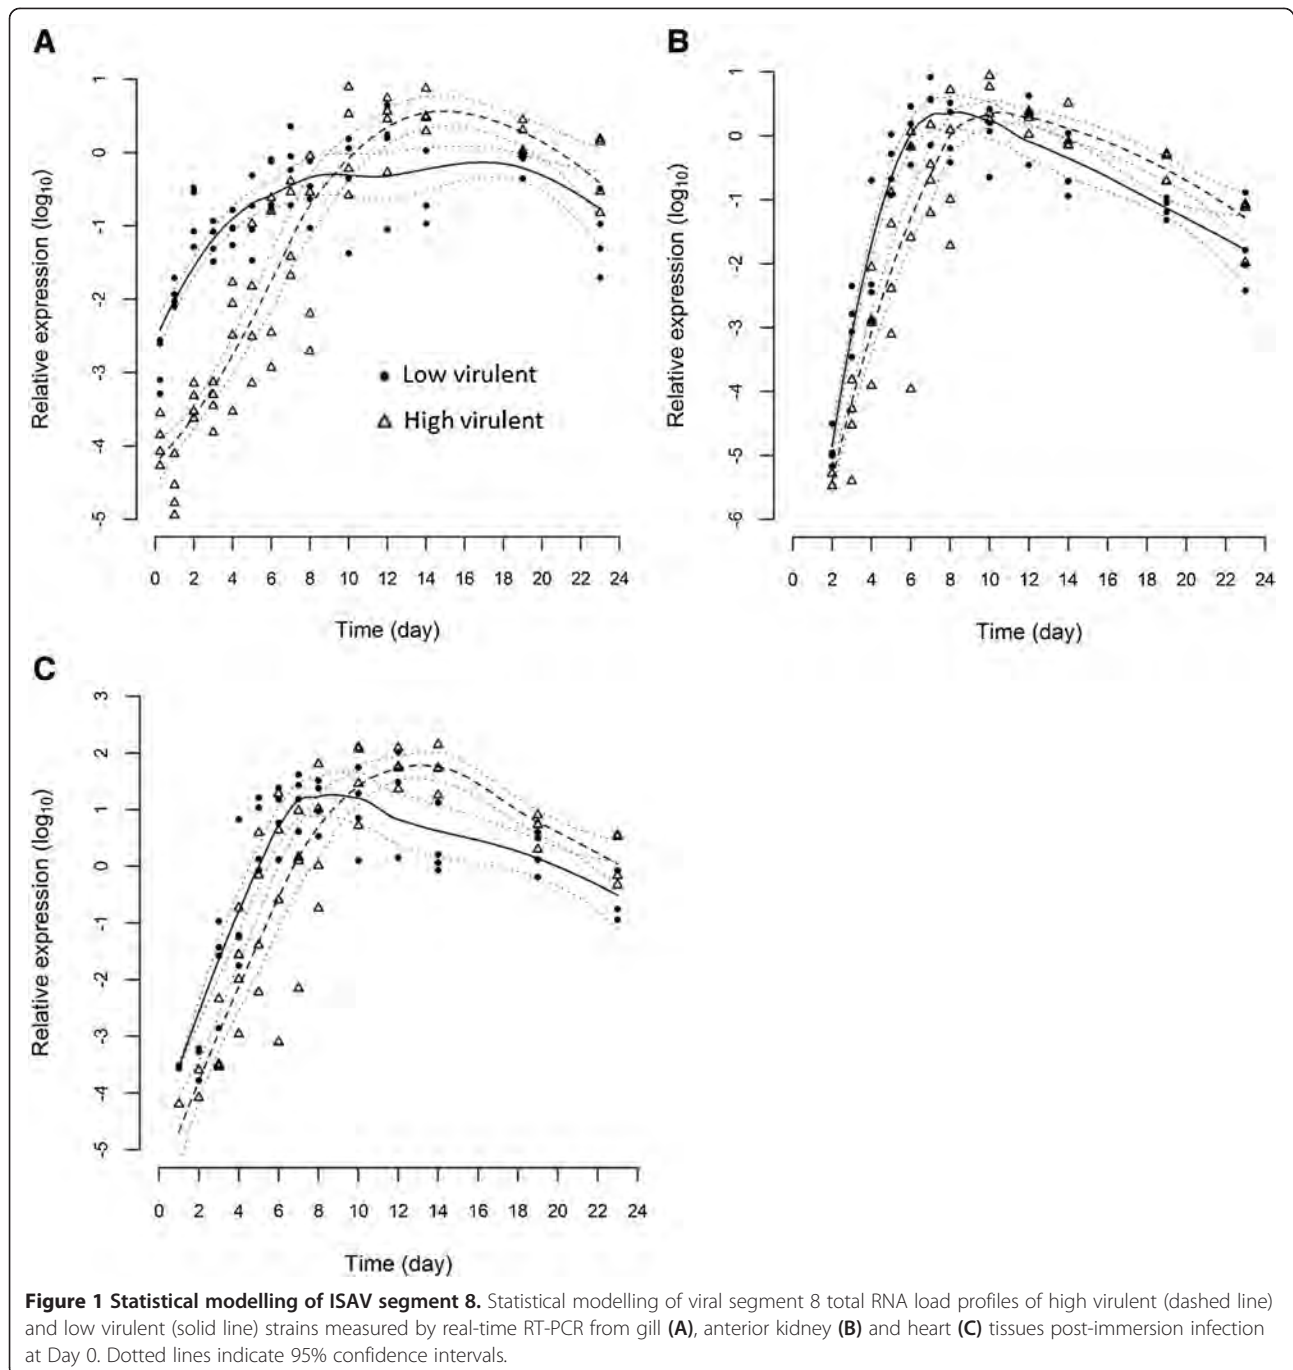 A
Relative expression (log10)
1
0
-1
-2
-3
-4
-5
0 2 4 6 8 10 12 14 16 18 20 22 24
Time (day)
Low virulent
High virulent
B
Relative expression (log10)
1
0
-1
-2
-3
-4
-5
-6
0 2 4 6 8 10 12 14 16 18 20 22 24
Time (day)
C
Relative expression (log10)
3
2
1
0
-1
-2
-3
-4
-5
0 2 4 6 8 10 12 14 16 18 20 22 24
Time (day)
Figure 1 Statistical modelling of ISAV segment 8. Statistical modelling of viral segment 8 total RNA load profiles of high virulent (dashed line)
and low virulent (solid line) strains measured by real-time RT-PCR from gill (A), anterior kidney (B) and heart (C) tissues post-immersion infection
at Day 0. Dotted lines indicate 95% confidence intervals.